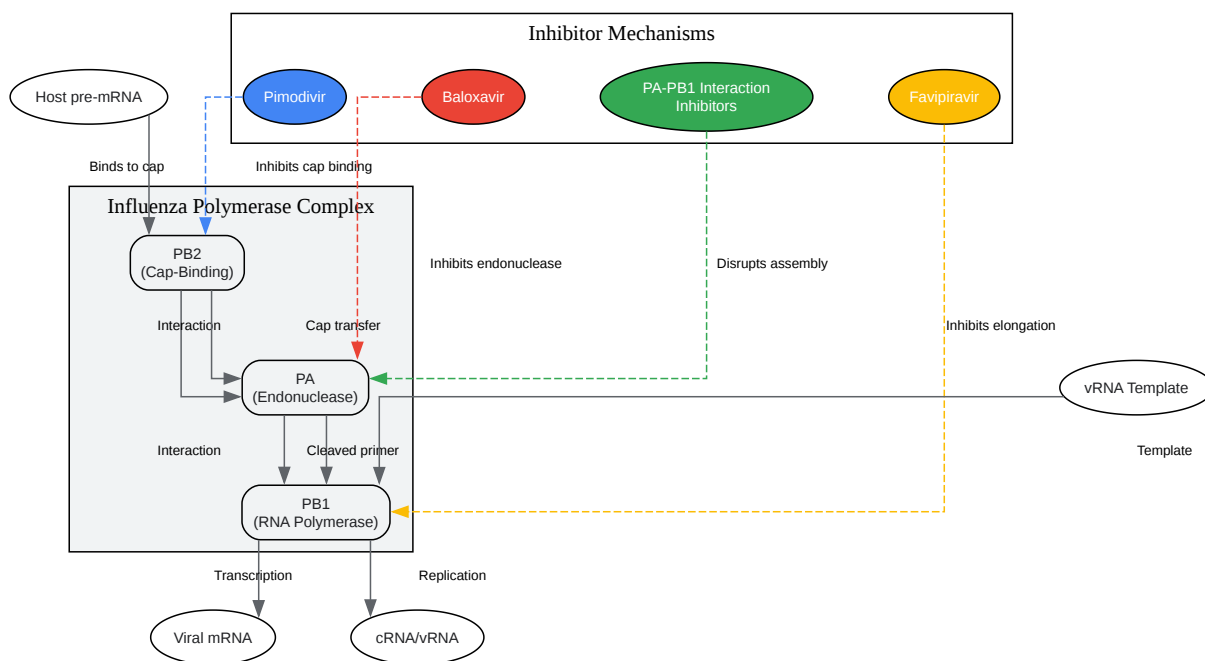 Inhibitor Mechanisms
Host pre-mRNA
Pimodivir
Baloxavir
PA-PB1 Interaction
Inhibitors
Favipiravir
Binds to cap
Inhibits cap binding
Influenza Polymerase Complex
PB2
(Cap-Binding)
Inhibits endonuclease
Disrupts assembly
Interaction
Cap transfer
Inhibits elongation
PA
(Endonuclease)
vRNA Template
Interaction
Cleaved primer
Template
PB1
(RNA Polymerase)
Transcription
Replication
Viral mRNA
cRNA/vRNA